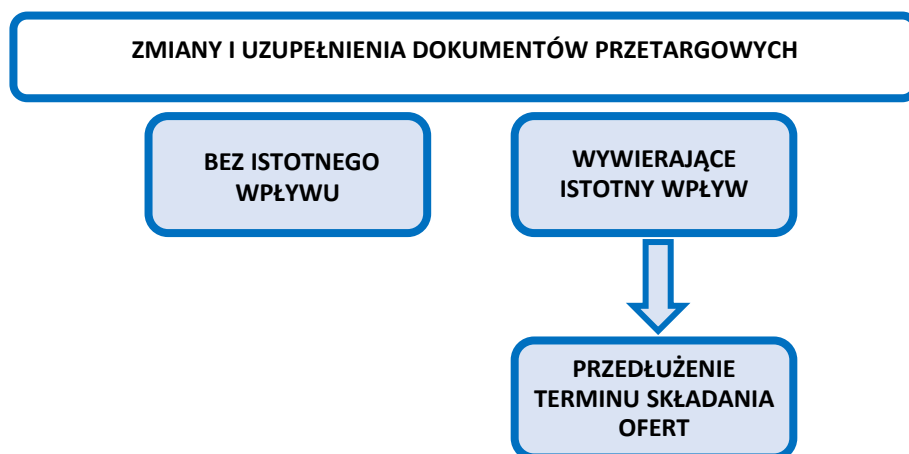 ZMIANY I UZUPEŁNIENIA DOKUMENTÓW PRZETARGOWYCH
BEZ ISTOTNEGO
WPŁYWU
WYWIERAJĄCE
ISTOTNY WPŁYW
PRZEDŁUŻENIE
TERMINU SKŁADANIA
OFERT